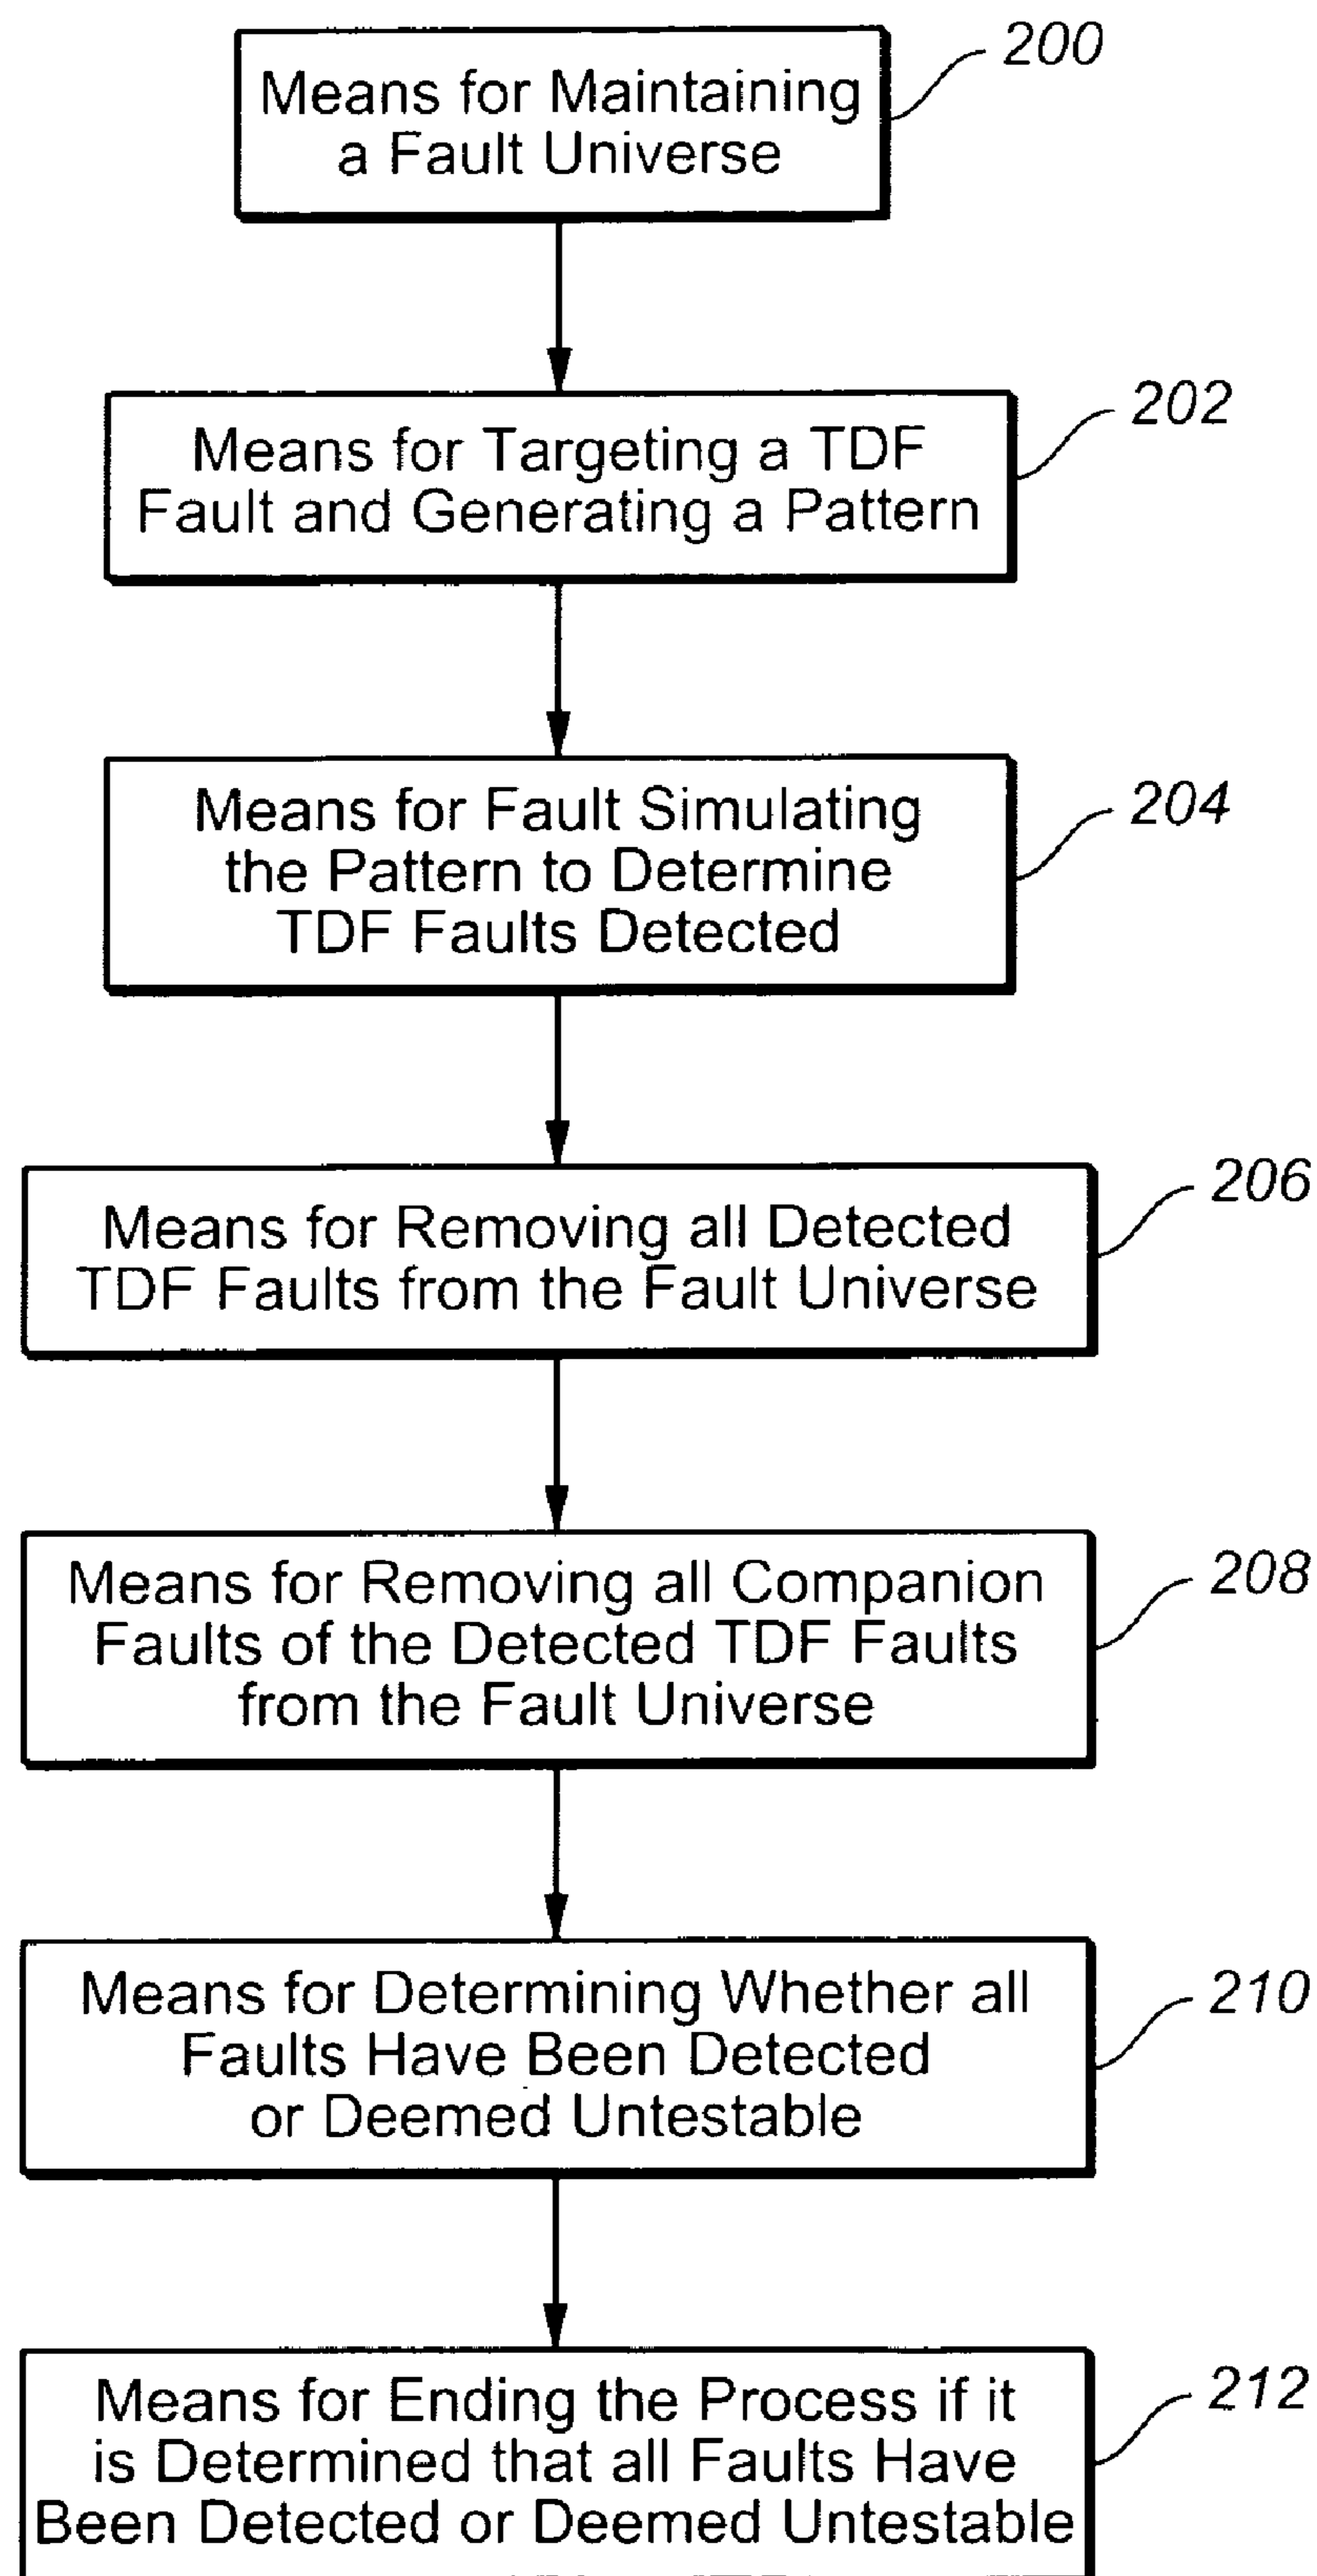 200
Means for Maintaining
a Fault Universe
202
Means for Targeting a TDF
Fault and Generating a Pattern
204
Means for Fault Simulating
the Pattern to Determine
TDF Faults Detected
206
Means for Removing all Detected
TDF Faults from the Fault Universe
208
Means for Removing all Companion
Faults of the Detected TDF Faults
from the Fault Universe
210
Means for Determining Whether all
Faults Have Been Detected
or Deemed Untestable
212
Means for Ending the Process if it
is Determined that all Faults Have
Been Detected or Deemed Untestable